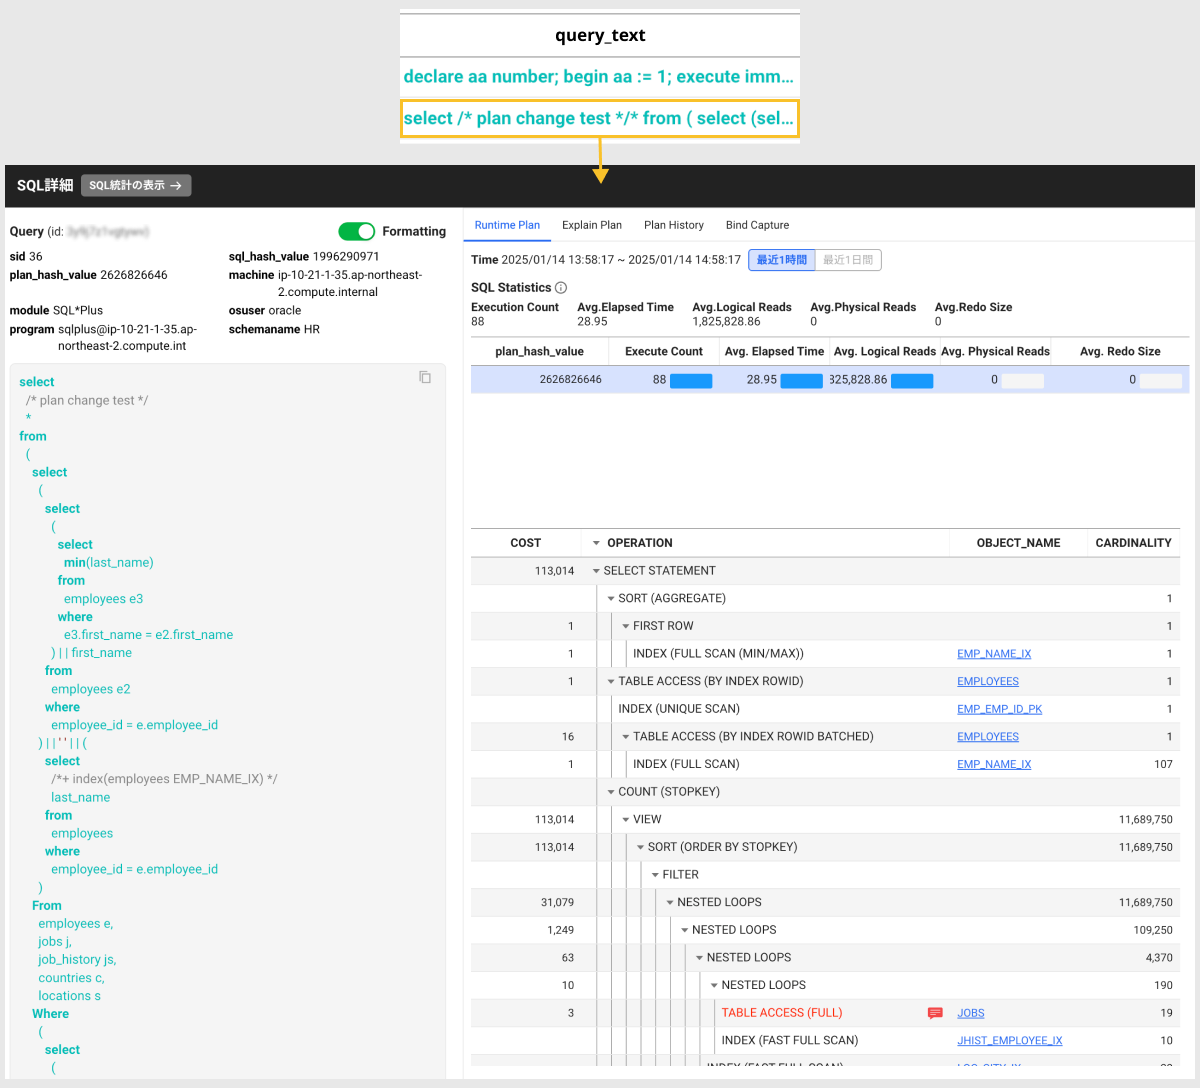 query_text
declare aa number; begin aa := 1; execute imm...
select /* plan change test */* from ( select (sel...
SQL詳細
SQL統計の表示 →
Query (id:
Formatting
sid 36
sql_hash_value 1996290971
plan_hash_value 2626826646
machine ip-10-21-1-35.ap-northeast-
2.compute.internal
module SQL*Plus
osuser oracle
program sqlplus@ip-10-21-1-35.ap-
northeast-2.compute.int
schemaname HR
select
/* plan change test */
*
from
(
select
(
select
(
select
min(last_name)
from
employees e3
where
e3.first_name = e2.first_name
) || first_name
from
employees e2
where
employee_id = e.employee_id
) || ' ' || (
select
/*+ index(employees EMP_NAME_IX) */
last_name
from
employees
where
employee_id = e.employee_id
)
From
employees e,
jobs j,
job_history js,
countries c,
locations s
Where
(
select
(
Runtime Plan Explain Plan Plan History Bind Capture
Time 2025/01/14 13:58:17 ~ 2025/01/14 14:58:17 最近1時間 最近1日間
SQL Statistics
Execution Count Avg.Elapsed Time Avg.Logical Reads Avg.Physical Reads Avg.Redo Size
88 28.95 1,825,828.86 0 0
plan_hash_value Execute Count Avg. Elapsed Time Avg. Logical Reads Avg. Physical Reads Avg. Redo Size
2626826646 88 28.95 325,828.86 0 0
COST OPERATION OBJECT_NAME CARDINALITY
113,014 SELECT STATEMENT
SORT (AGGREGATE) 1
1 FIRST ROW 1
1 INDEX (FULL SCAN (MIN/MAX)) EMP_NAME_IX 1
1 TABLE ACCESS (BY INDEX ROWID) EMPLOYEES 1
INDEX (UNIQUE SCAN) EMP_EMP_ID_PK 1
16 TABLE ACCESS (BY INDEX ROWID BATCHED) EMPLOYEES 1
1 INDEX (FULL SCAN) EMP_NAME_IX 107
COUNT (STOPKEY)
113,014 VIEW 11,689,750
113,014 SORT (ORDER BY STOPKEY) 11,689,750
FILTER
31,079 NESTED LOOPS 11,689,750
1,249 NESTED LOOPS 109,250
63 NESTED LOOPS 4,370
10 NESTED LOOPS 190
3 TABLE ACCESS (FULL) JOBS 19
INDEX (FAST FULL SCAN) JHIST_EMPLOYEE_IX 10
INDEX (FAST FULL SCAN) LOC_CITY_IX